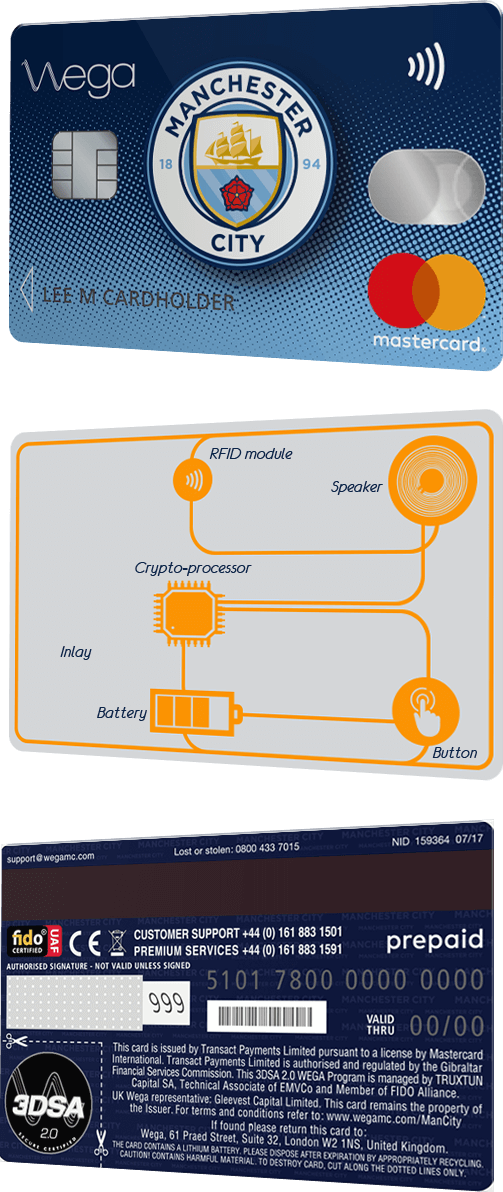 Wega
MANCHESTER
18 94
CITY
LEE M CARDHOLDER
mastercard.
RFID module
Speaker
Crypto-processor
Inlay
Battery
Button
support@wegamc.com
Lost or stolen: 0800 433 7015
NID 159364 07/17
fido
CERTIFIED
UAF
CE
CUSTOMER SUPPORT +44 (0) 161 883 1501
PREMIUM SERVICES +44 (0) 161 883 1591
prepaid
AUTHORISED SIGNATURE - NOT VALID UNLESS SIGNED
999
5101 7800 0000 0000
VALID
THRU
00/00
3DSA
2.0
SECURE CERTIFIED
This card is issued by Transact Payments Limited pursuant to a license by Mastercard
International. Transact Payments Limited is authorised and regulated by the Gibraltar
Financial Services Commission. This 3DSA 2.0 WEGA Program is managed by TRUXTUN
Capital SA, Technical Associate of EMVCo and Member of FIDO Alliance.
UK Wega representative: Gleevest Capital Limited. This card remains the property of
the Issuer. For terms and conditions refer to: www.wegamc.com/ManCity
If found please return this card to:
Wega, 61 Praed Street, Suite 32, London W2 1NS, United Kingdom.
THE CARD CONTAINS A LITHIUM BATTERY. PLEASE DISPOSE AFTER EXPIRATION BY APPROPRIATELY RECYCLING.
CAUTION! CONTAINS HARMFUL MATERIAL. TO DESTROY CARD, CUT ALONG THE DOTTED LINES ONLY.